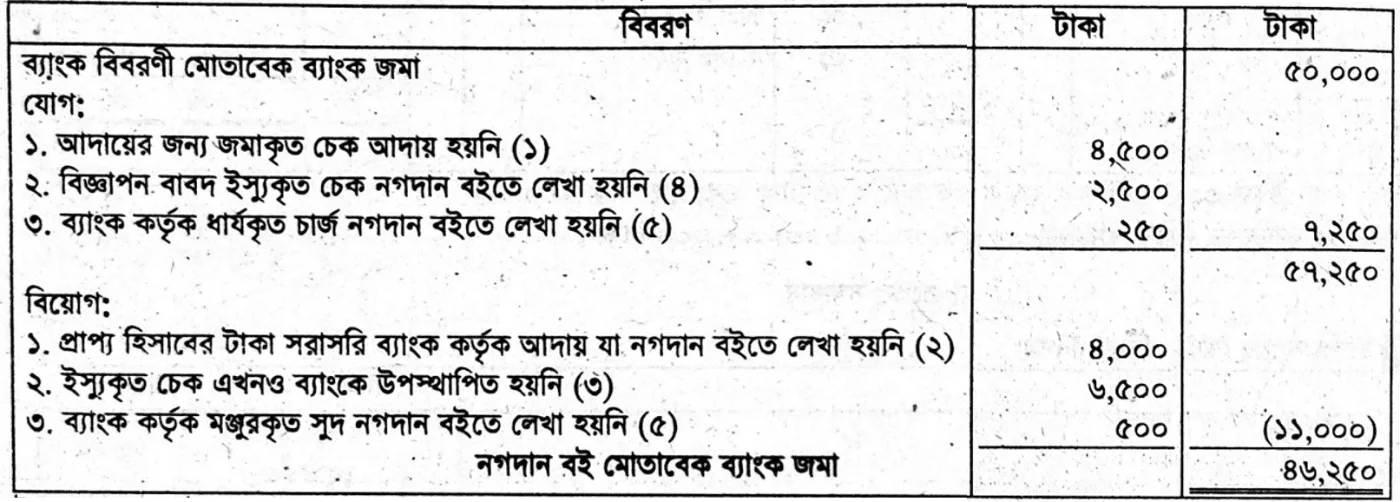 বিবরণ টাকা টাকা
ব্যাংক বিবরণী মোতাবেক ব্যাংক জমা ৫০,০০০
যোগ:
১. আদায়ের জন্য জমাকৃত চেক আদায় হয়নি (১) ৪,৫০০
২. বিজ্ঞাপন বাবদ ইস্যুকৃত চেক নগদান বইতে লেখা হয়নি (৪) ২,৫০০
৩. ব্যাংক কর্তৃক ধার্যকৃত চার্জ নগদান বইতে লেখা হয়নি (৫) ২৫০ ৭,২৫০
৫৭,২৫০
বিয়োগ:
১. প্রাপ্য হিসাবের টাকা সরাসরি ব্যাংক কর্তৃক আদায় যা নগদান বইতে লেখা হয়নি (২) ৪,০০০
২. ইস্যুকৃত চেক এখনও ব্যাংকে উপস্থাপিত হয়নি (৩) ৬,৫০০
৩. ব্যাংক কর্তৃক মঞ্জুরকৃত সুদ নগদান বইতে লেখা হয়নি (৫) ৫০০ (১১,০০০)
নগদান বই মোতাবেক ব্যাংক জমা ৪৬,২৫০